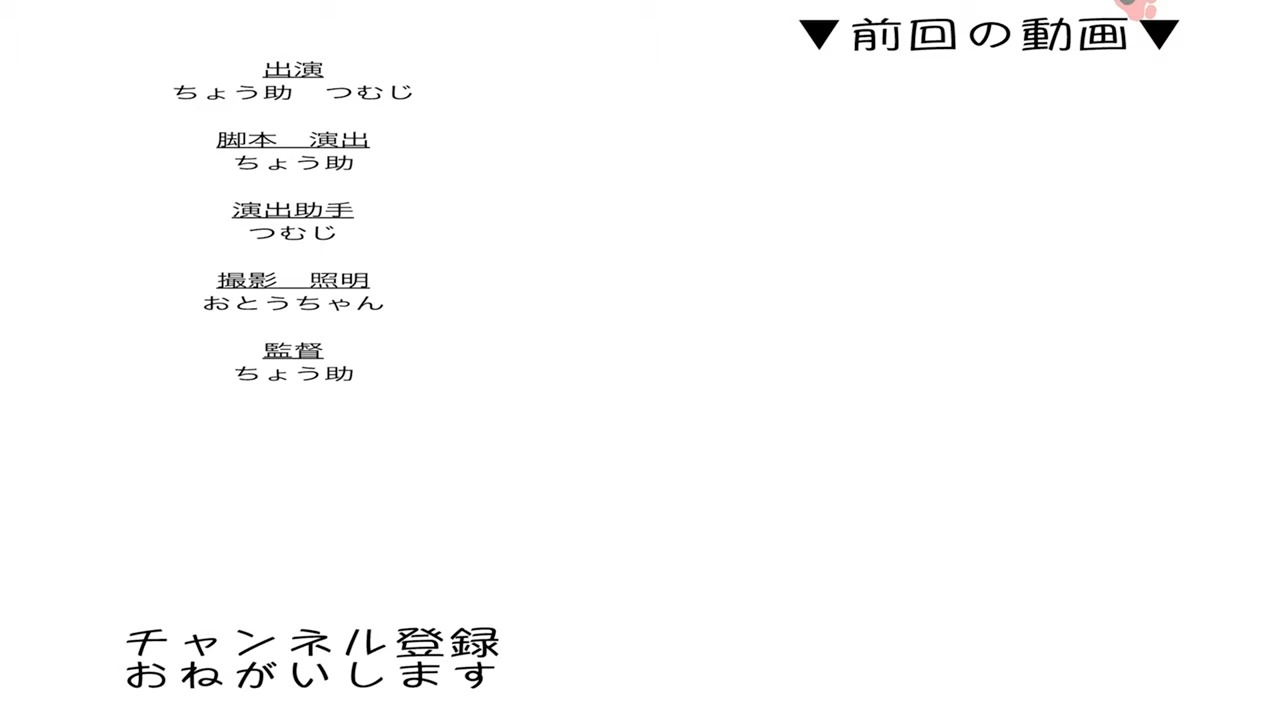 ▼前回の動画▼
出演
ちょう助　つむじ
脚本　演出
ちょう助
演出助手
つむじ
撮影　照明
おとうちゃん
監督
ちょう助
チャンネル登録
おねがいします